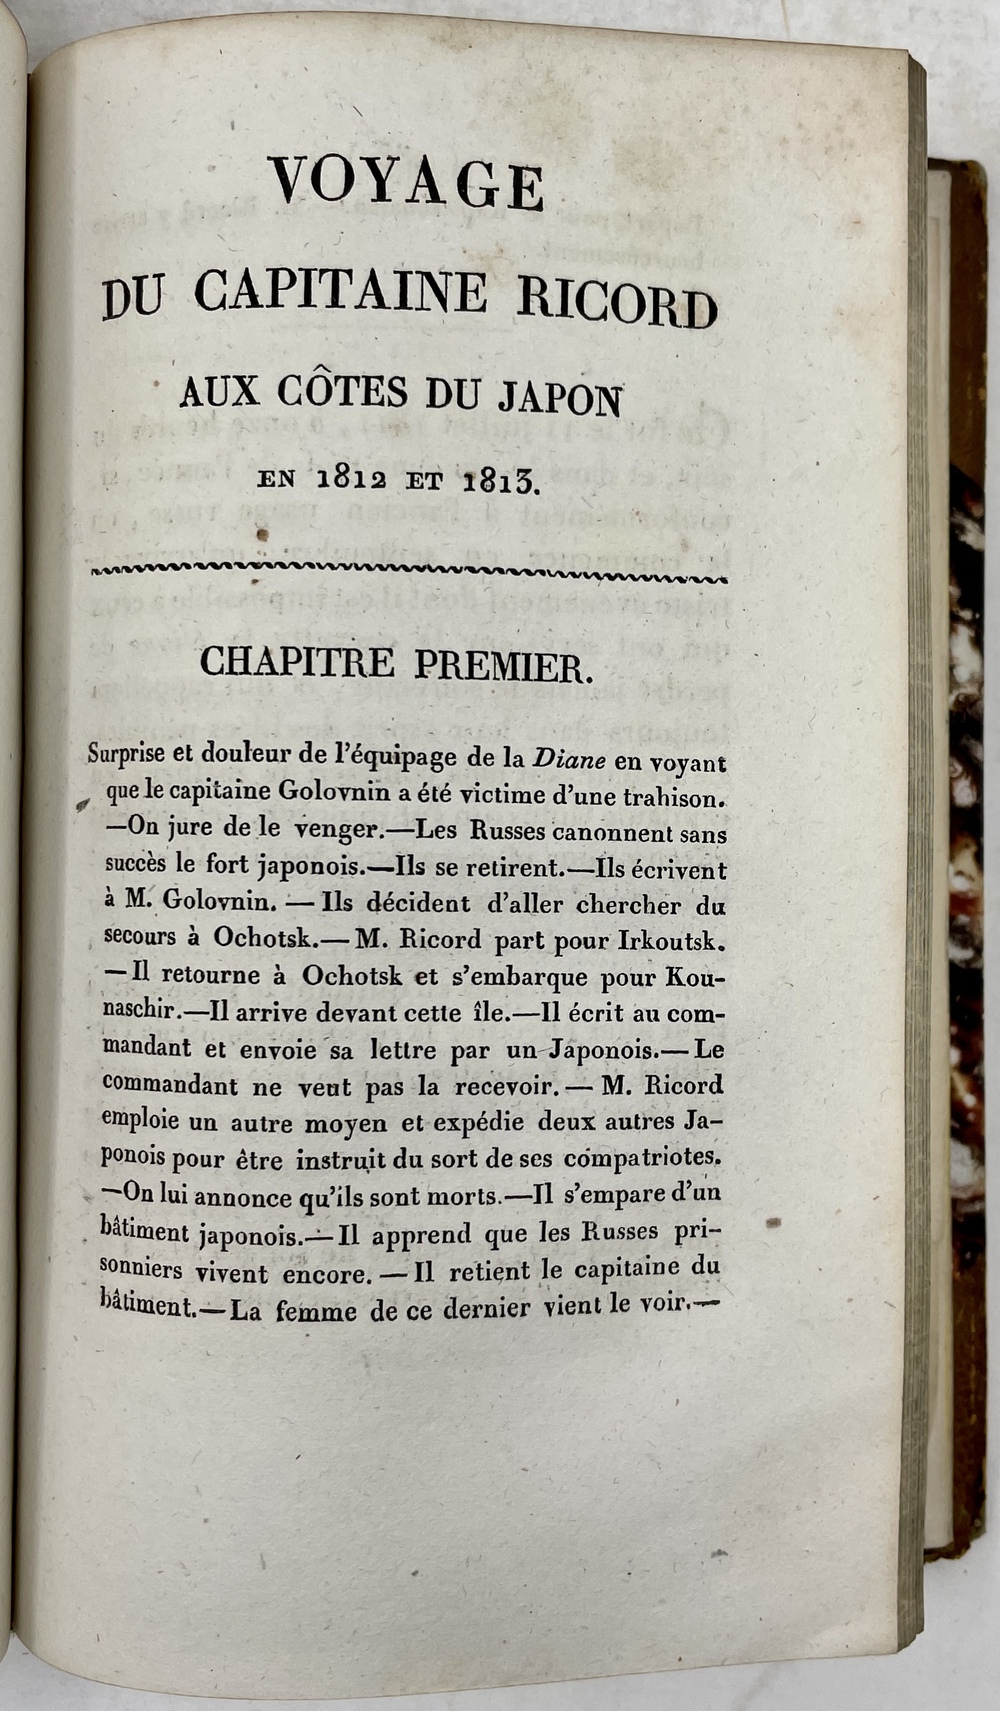 VOYAGE
DU CAPITAINE RICORD
AUX CÔTES DU JAPON
EN 1812 ET 1813.
CHAPITRE PREMIER.
Surprise et douleur de l'équipage de la Diane en voyant
que le capitaine Golovnin a été victime d'une trahison.
—On jure de le venger.—Les Russes canonnent sans
succès le fort japonois.—Ils se retirent.—Ils écrivent
à M. Golovnin. — Ils décident d'aller chercher du
secours à Ochotsk.— M. Ricord part pour Irkoutsk.
—Il retourne à Ochotsk et s'embarque pour Kou-
naschir.—Il arrive devant cette île.—Il écrit au com-
mandant et envoie sa lettre par un Japonois.— Le
commandant ne veut pas la recevoir. — M. Ricord
emploie un autre moyen et expédie deux autres Ja-
ponois pour être instruit du sort de ses compatriotes.
—On lui annonce qu'ils sont morts.—Il s'empare d'un
bâtiment japonois.— Il apprend que les Russes pri-
sonniers vivent encore. — Il retient le capitaine du
bâtiment.— La femme de ce dernier vient le voir.—